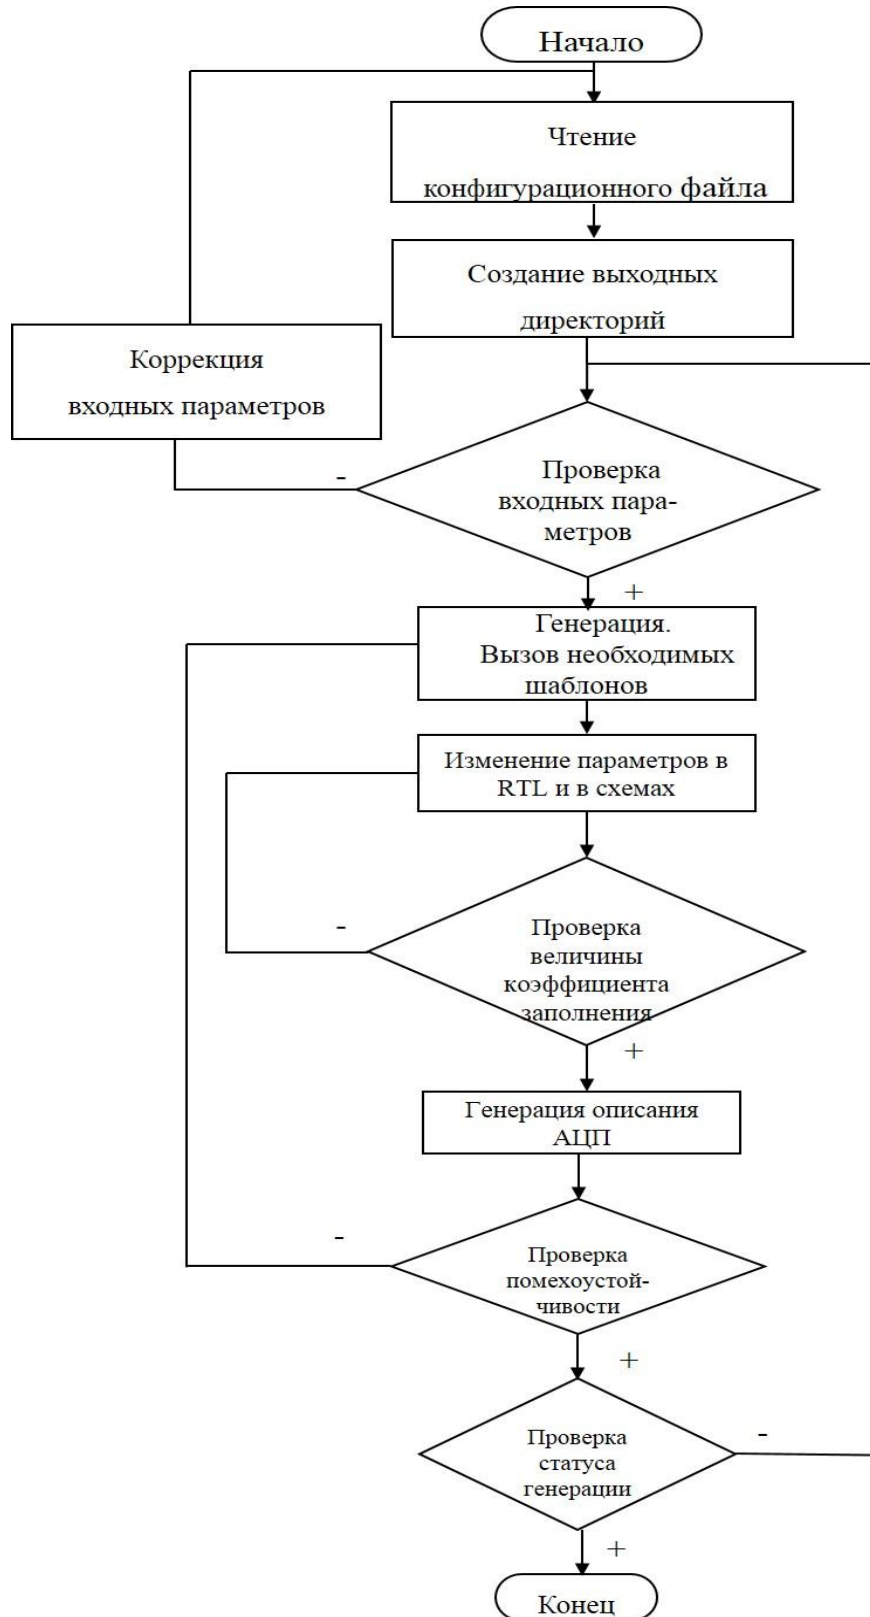 Начало
Чтение
конфигурационного файла
Создание выходных
директорий
Коррекция
входных параметров
-
Проверка
входных пара-
метров
+
Генерация.
Вызов необходимых
шаблонов
Изменение параметров в
RTL и в схемах
-
Проверка
величины
коэффициента
заполнения
+
Генерация описания
АЦП
-
Проверка
помехоустой-
чивости
+
-
Проверка
статуса
генерации
+
Конец